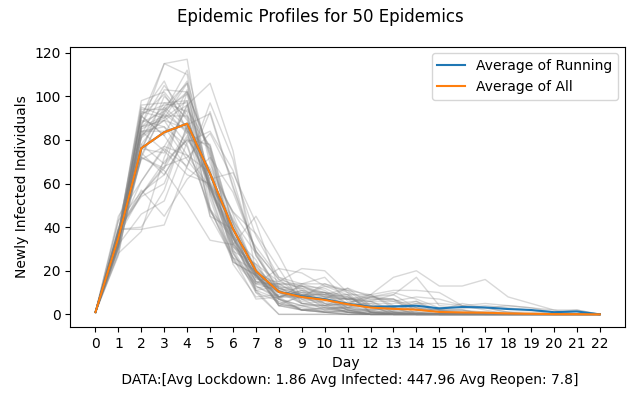 Epidemic Profiles for 50 Epidemics
Newly Infected Individuals
120
100
80
60
40
20
0
Average of Running
Average of All
0 1 2 3 4 5 6 7 8 9 10 11 12 13 14 15 16 17 18 19 20 21 22
Day
DATA:[Avg Lockdown: 1.86 Avg Infected: 447.96 Avg Reopen: 7.8]